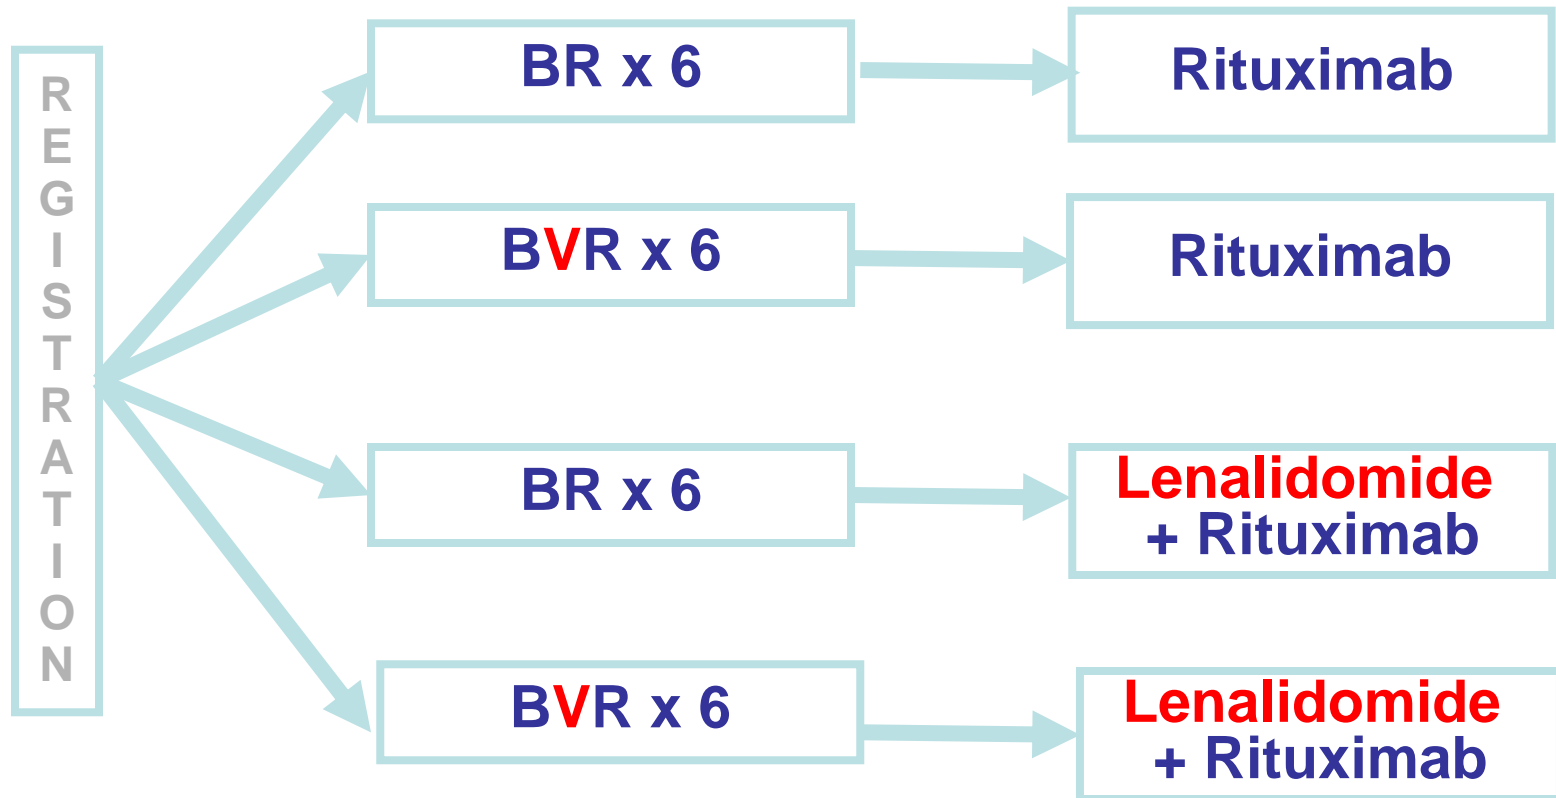 REGISTRATION
BR x 6
Rituximab
BVR x 6
Rituximab
BR x 6
Lenalidomide
+ Rituximab
BVR x 6
Lenalidomide
+ Rituximab